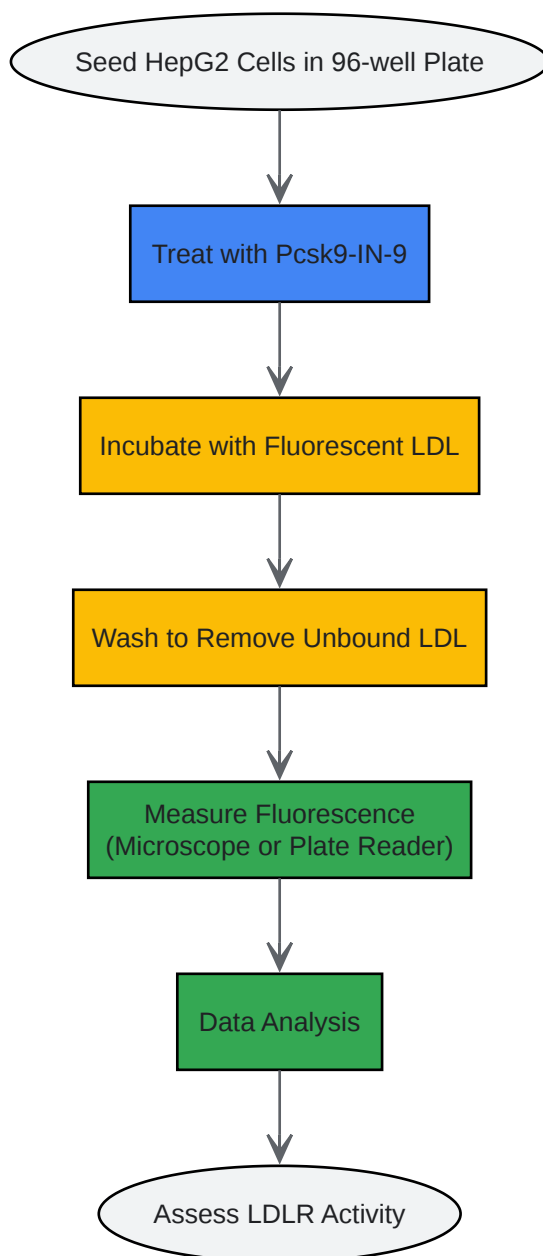 Seed HepG2 Cells in 96-well Plate
Treat with Pcsk9-IN-9
Incubate with Fluorescent LDL
Wash to Remove Unbound LDL
Measure Fluorescence
(Microscope or Plate Reader)
Data Analysis
Assess LDLR Activity